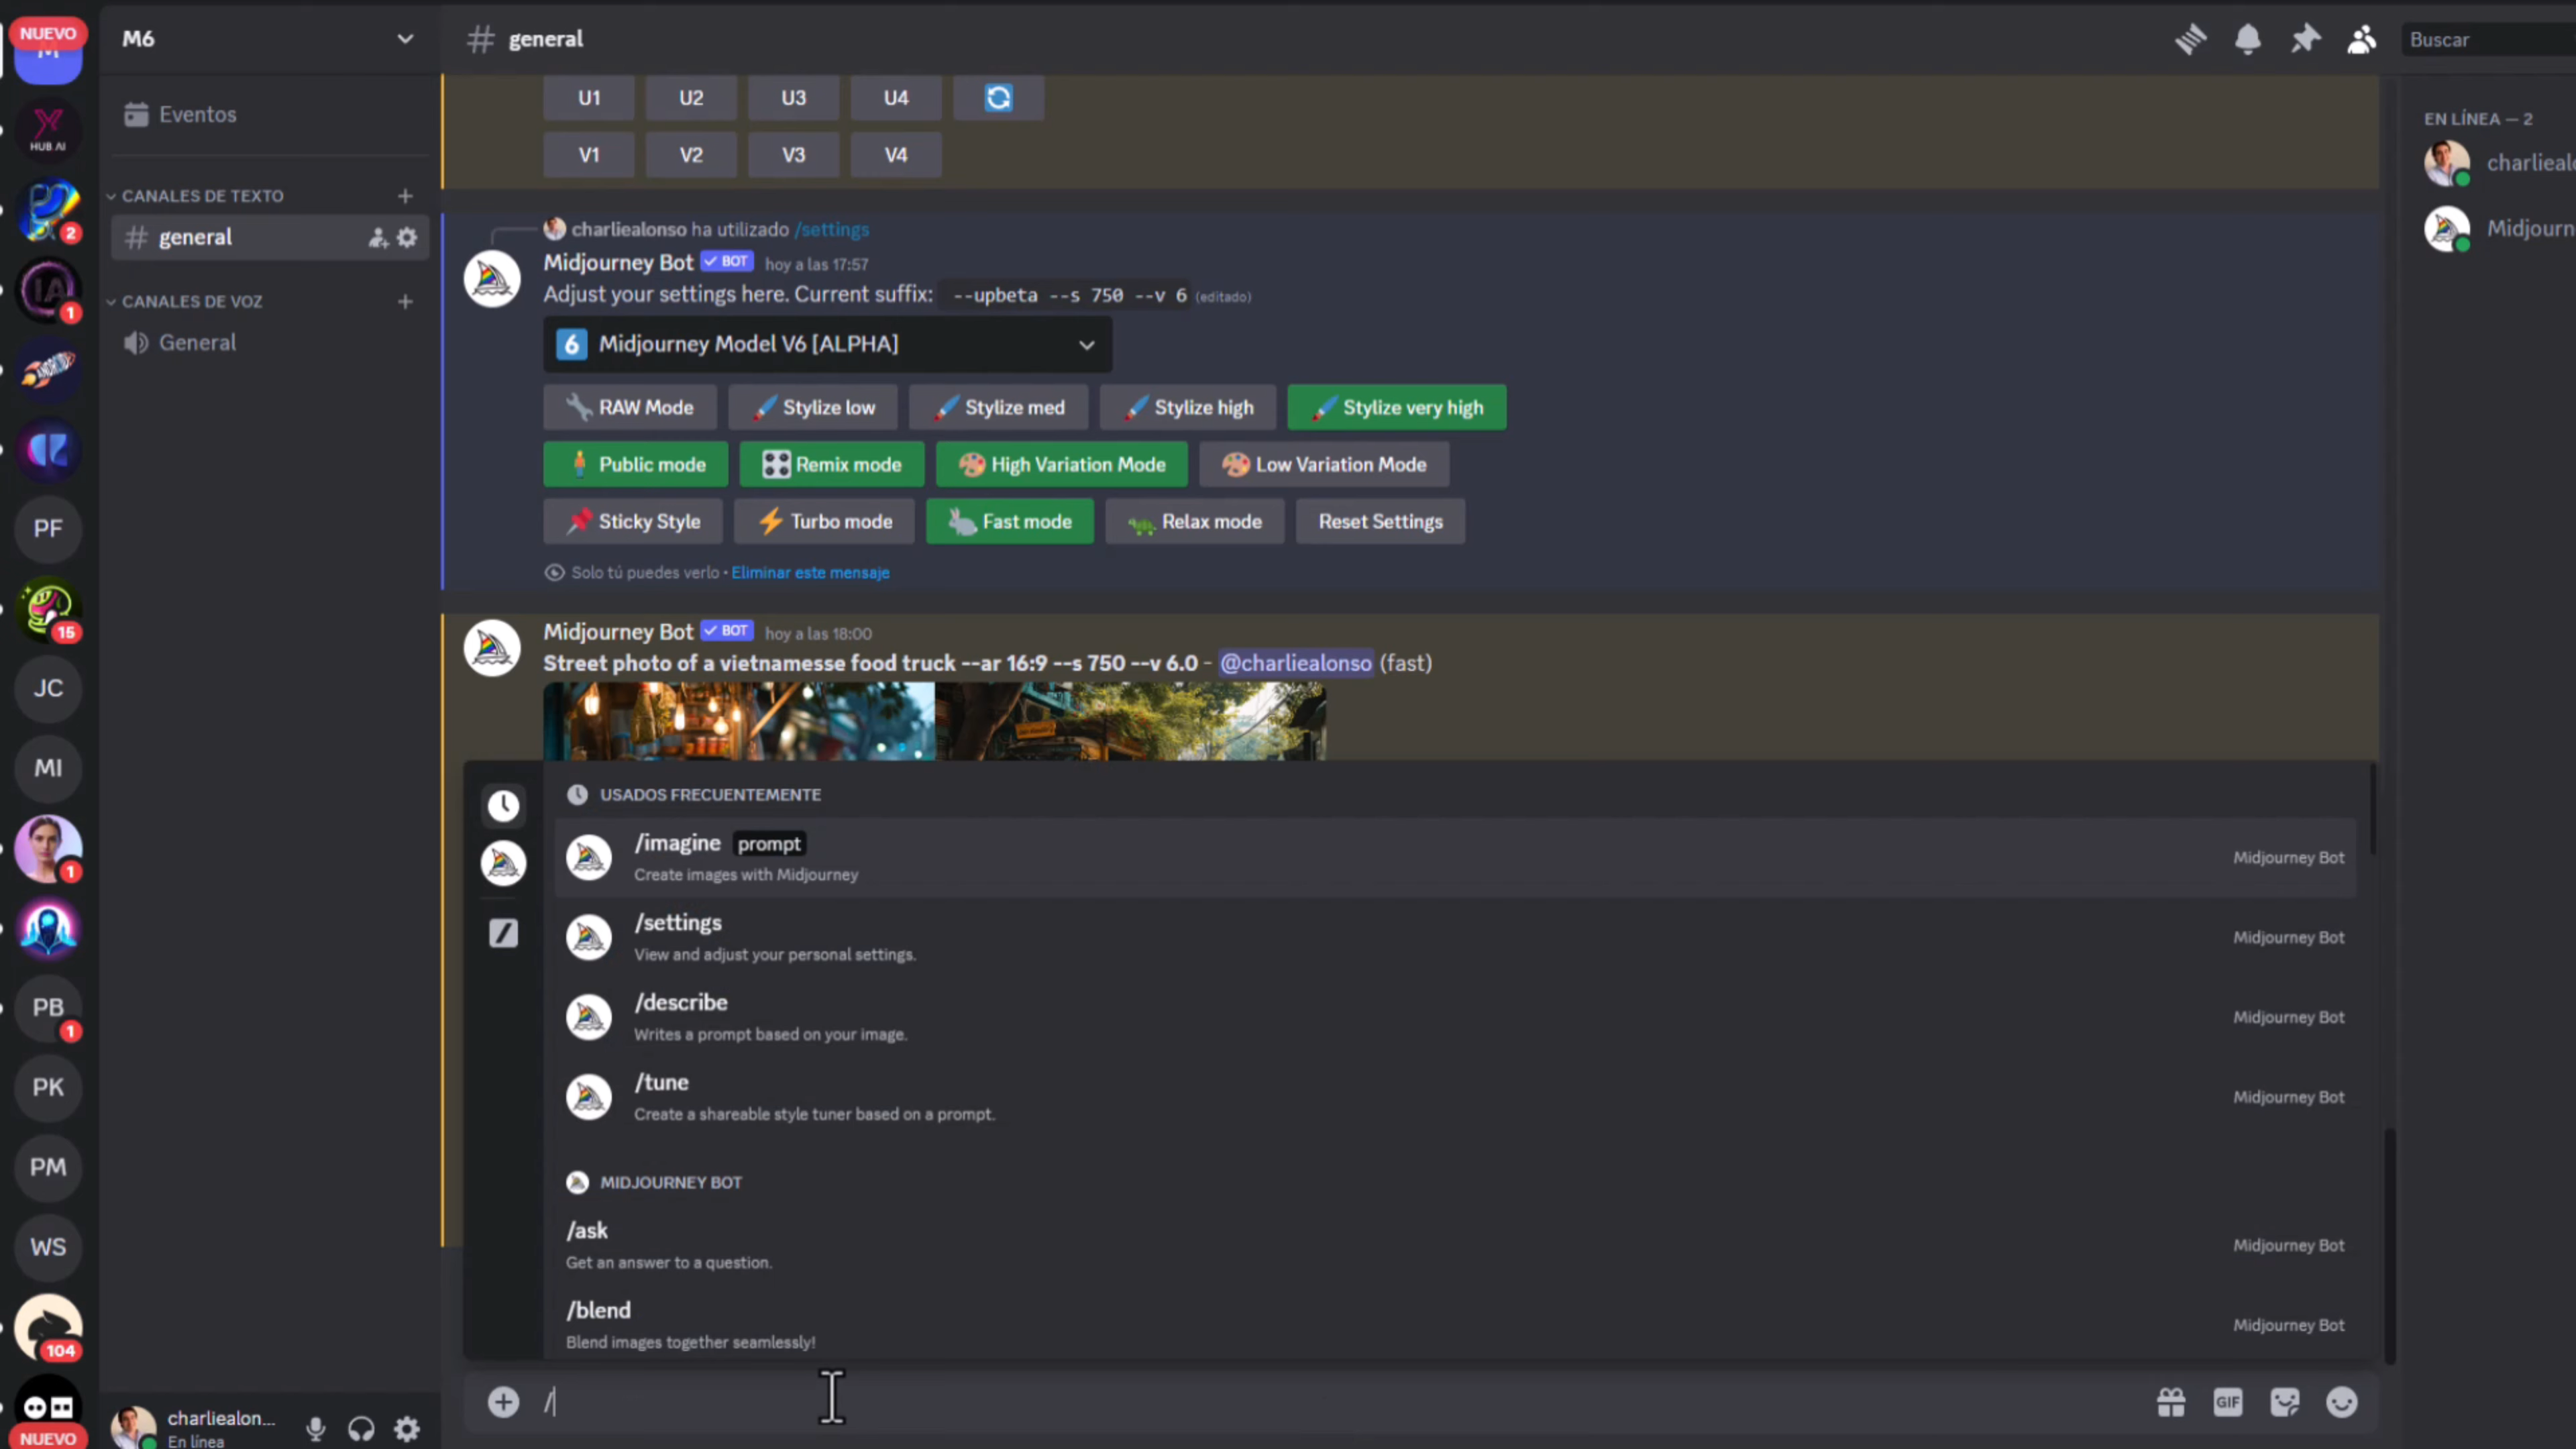 NUEVO
M
M6
# general
Buscar
HUB AI
Eventos
U1 U2 U3 U4
V1 V2 V3 V4
EN LÍNEA — 2
CANALES DE TEXTO
# general
2
charliealonso ha utilizado /settings
Midjourney Bot BOT hoy a las 17:57
Adjust your settings here. Current suffix: --upbeta --s 750 --v 6 (editado)
IA
1
CANALES DE VOZ
General
6 Midjourney Model V6 [ALPHA]
ANDROIDE
RAW Mode Stylize low Stylize med Stylize high Stylize very high
Public mode Remix mode High Variation Mode Low Variation Mode
Sticky Style Turbo mode Fast mode Relax mode Reset Settings
Solo tú puedes verlo • Eliminar este mensaje
PF
15
JC
MI
1
PB
1
PK
PM
WS
104
NUEVO
Midjourney Bot BOT hoy a las 18:00
Street photo of a vietnamesse food truck --ar 16:9 --s 750 --v 6.0 - @charliealonso (fast)
USADOS FRECUENTEMENTE
/imagine prompt
Create images with Midjourney
Midjourney Bot
/settings
View and adjust your personal settings.
Midjourney Bot
/describe
Writes a prompt based on your image.
Midjourney Bot
/tune
Create a shareable style tuner based on a prompt.
Midjourney Bot
MIDJOURNEY BOT
/ask
Get an answer to a question.
Midjourney Bot
/blend
Blend images together seamlessly!
Midjourney Bot
/
GIF
charliealon...
En línea